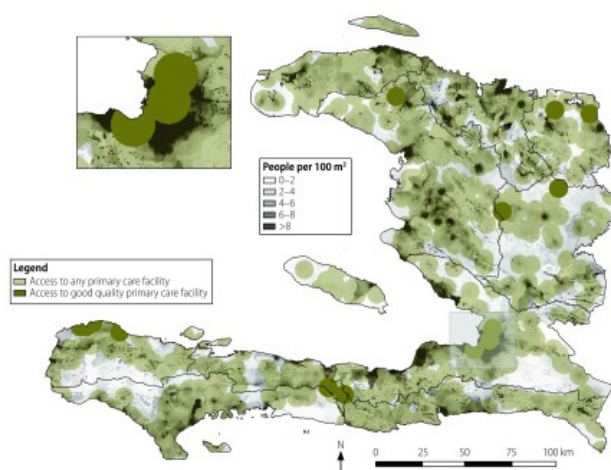 People per 100 m²
0–2
2–4
4–6
6–8
>8
Legend
Access to any primary care facility
Access to good quality primary care facility
N
0 25 50 75 100 km